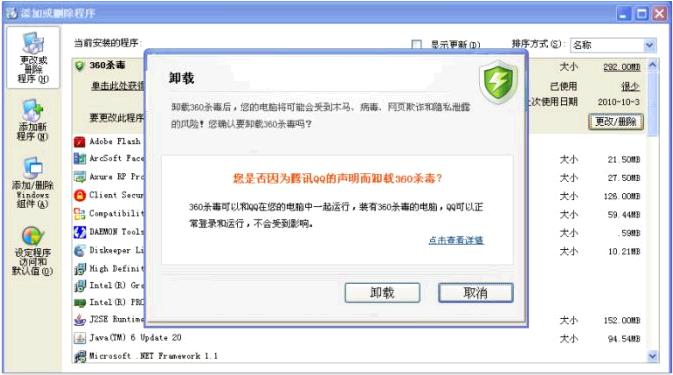 添加或删除程序
更改或
删除
程序(H)
添加新
程序(N)
添加/删除
Windows
组件(A)
设定程序
访问和
默认值(O)
当前安装的程序:
显示更新(D)
排序方式(S): 名称
360杀毒
大小 292.00MB
单击此处获
已使用 很少
上次使用日期 2010-10-3
要更改此程序
更改/删除
Adobe Flash
ArcSoft Face
大小 21.50MB
Axure RP Pro
大小 27.50MB
Client Secur
大小 126.00MB
Compatibilit
大小 59.44MB
DAEMON Tools
大小 .59MB
Diskeeper Li
大小 10.21MB
High Definit
Intel(R) Gra
Intel(R) PRO
J2SE Runtime
大小 152.00MB
Java(TM) 6 Update 20
大小 94.54MB
Microsoft .NET Framework 1.1
卸载
卸载360杀毒后，您的电脑将可能会受到木马、病毒、网页欺诈和隐私泄露
的风险！您确认要卸载360杀毒吗？
您是否因为腾讯QQ的声明而卸载360杀毒？
360杀毒可以和QQ在您的电脑中一起运行，装有360杀毒的电脑，QQ可以正
常登录和运行，不会受到影响。
点击查看详情
卸载
取消